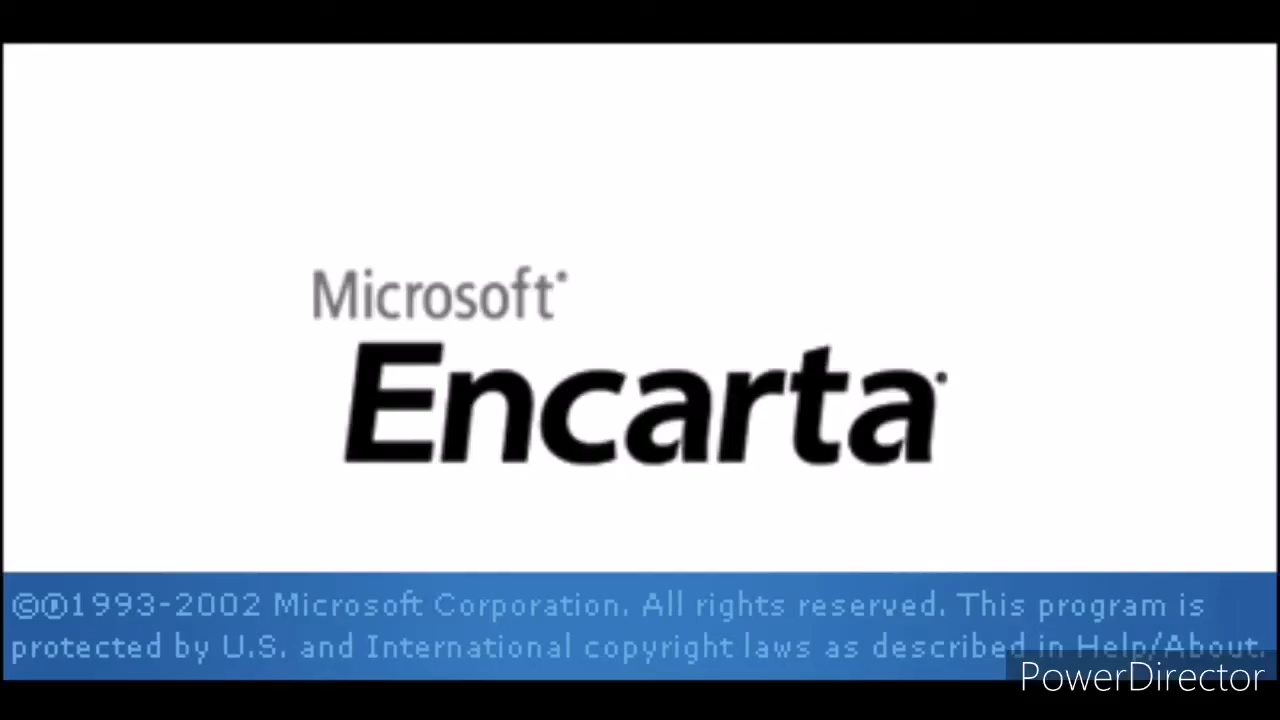 Microsoft®
Encarta®
©℗1993-2002 Microsoft Corporation. All rights reserved. This program is
protected by U.S. and International copyright laws as described in Help/About.
PowerDirector